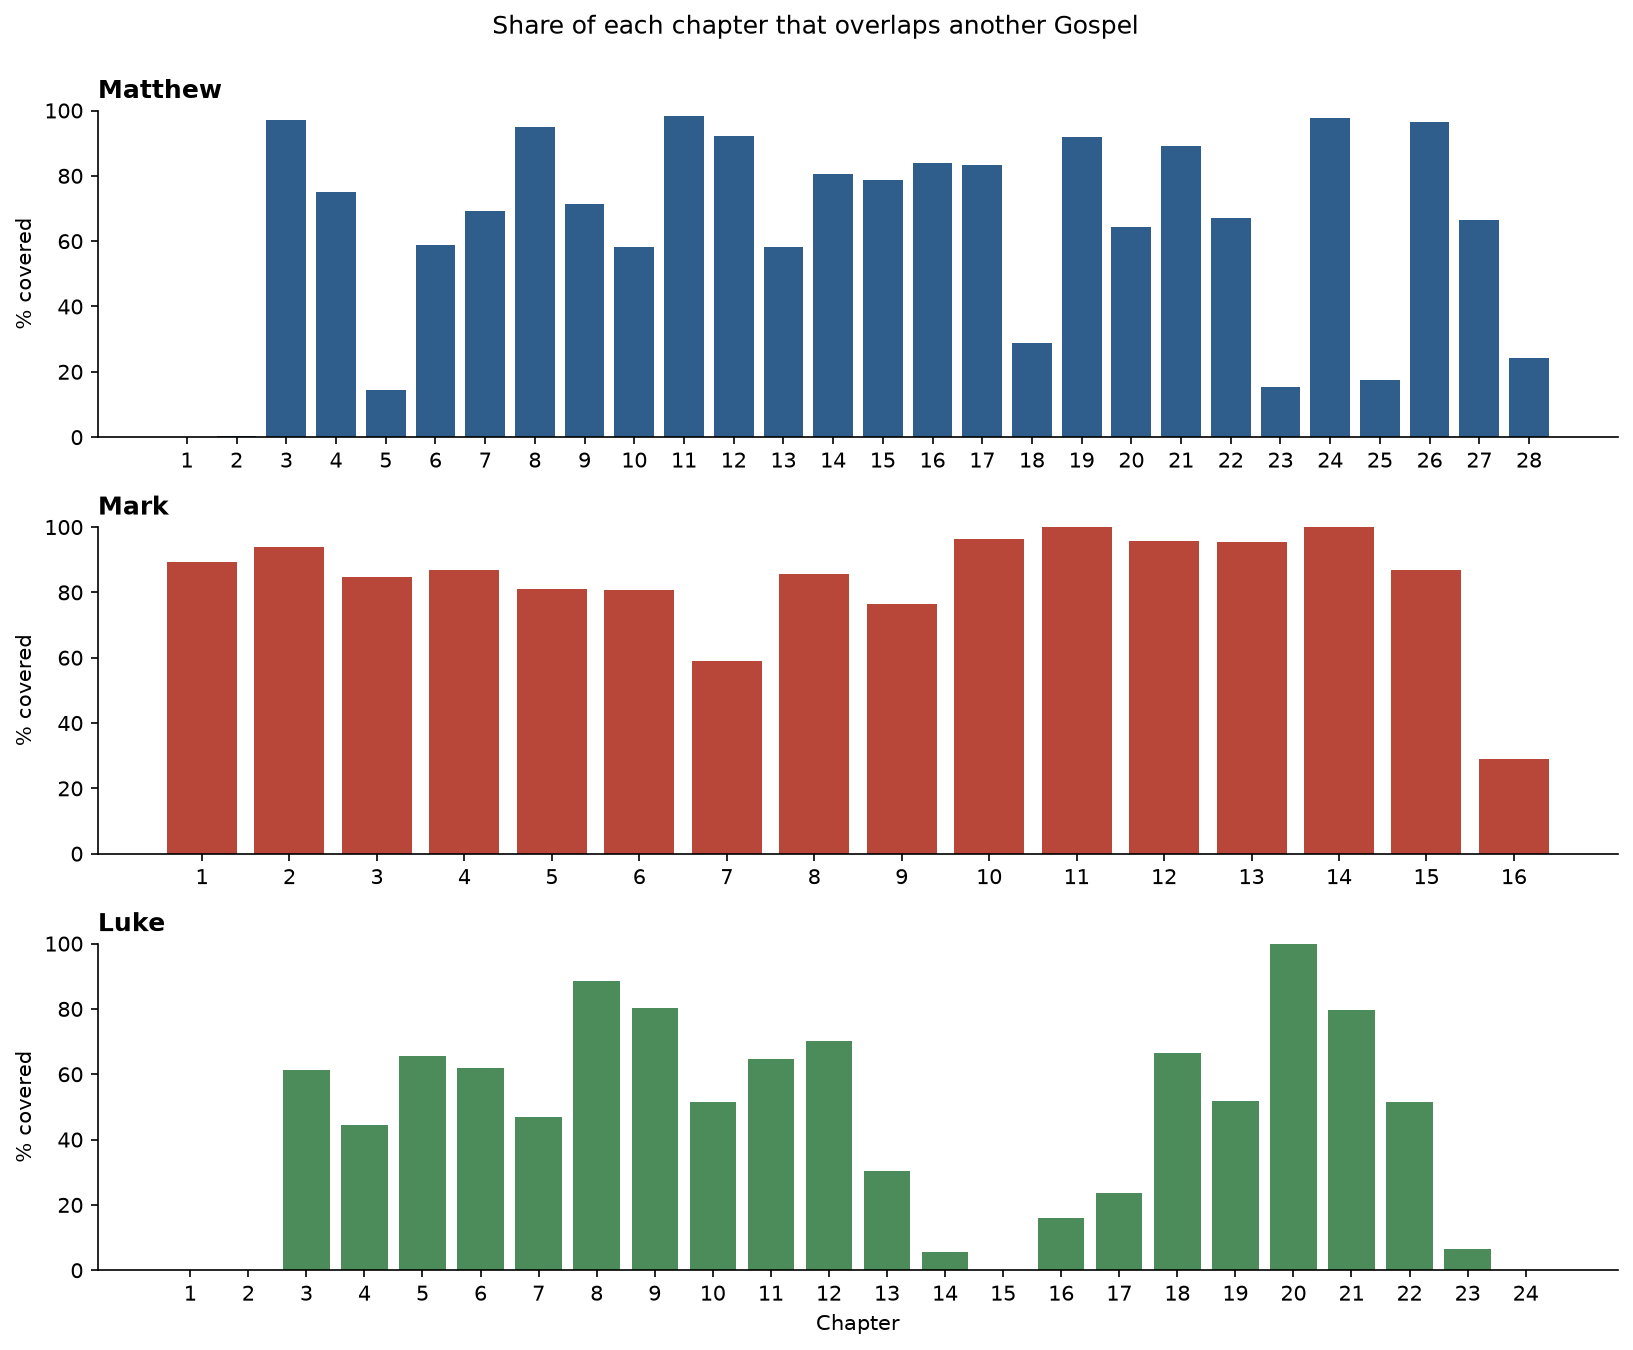 Share of each chapter that overlaps another Gospel
Matthew
% covered
100
80
60
40
20
0
1 2 3 4 5 6 7 8 9 10 11 12 13 14 15 16 17 18 19 20 21 22 23 24 25 26 27 28
Mark
% covered
100
80
60
40
20
0
1 2 3 4 5 6 7 8 9 10 11 12 13 14 15 16
Luke
% covered
100
80
60
40
20
0
1 2 3 4 5 6 7 8 9 10 11 12 13 14 15 16 17 18 19 20 21 22 23 24
Chapter